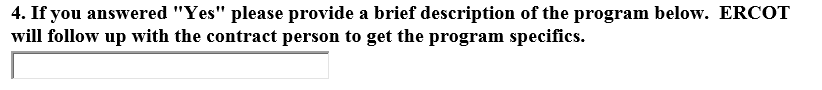 4. If you answered "Yes" please provide a brief description of the program below.  ERCOT
will follow up with the contract person to get the program specifics.